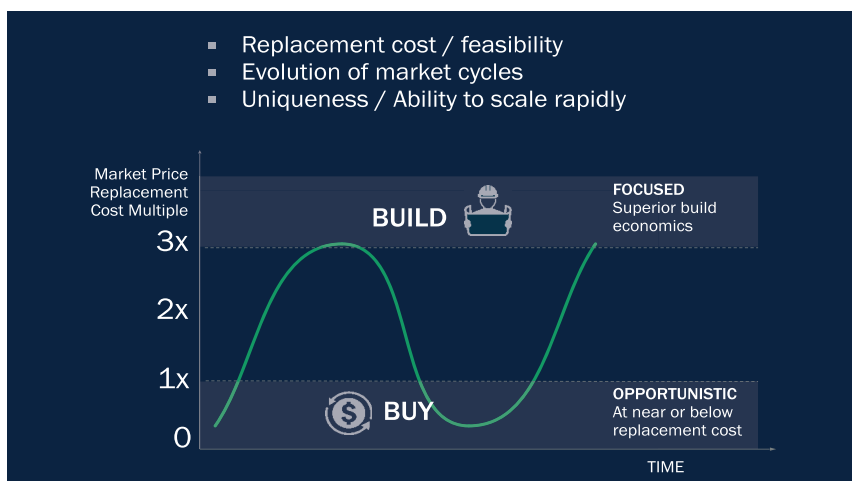 Replacement cost / feasibility
Evolution of market cycles
Uniqueness / Ability to scale rapidly
Market Price
Replacement
Cost Multiple
3x
2x
1x
0
BUILD
FOCUSED
Superior build
economics
$
BUY
OPPORTUNISTIC
At near or below
replacement cost
TIME